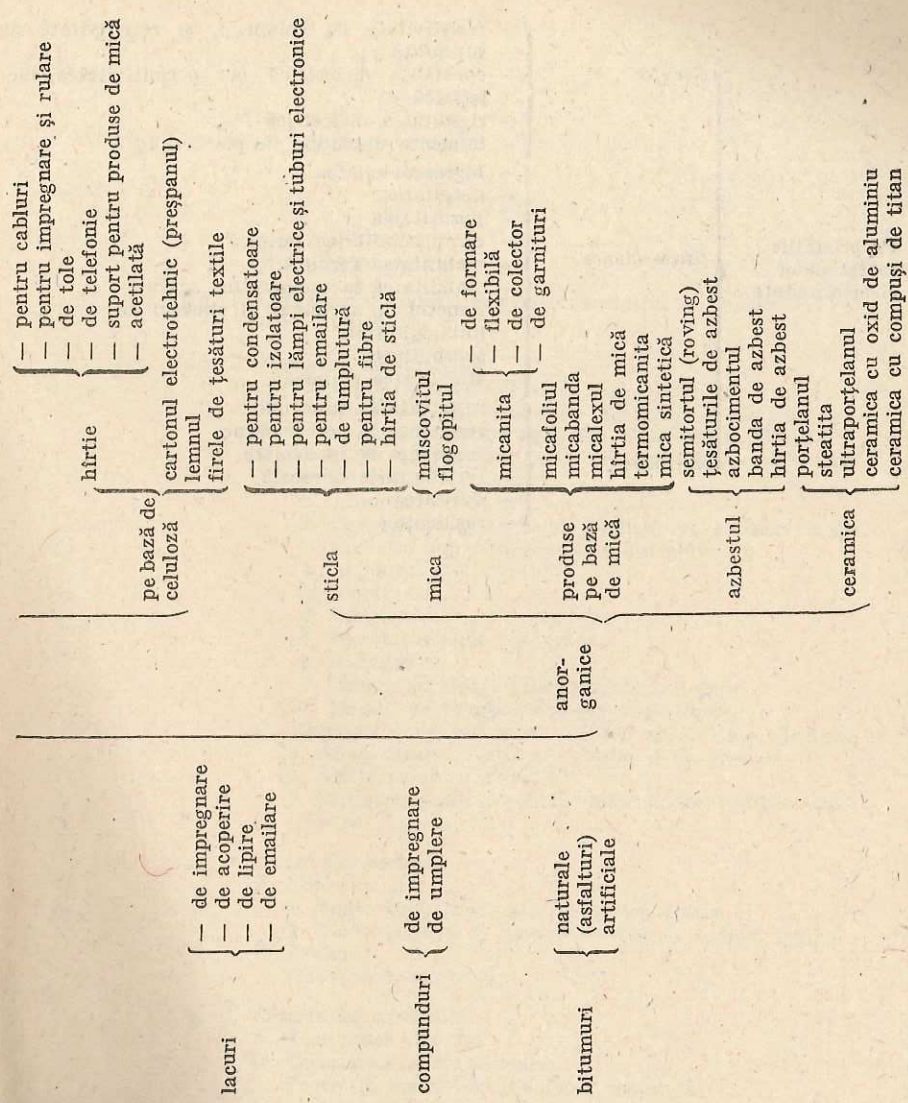 lacuri
— de impregnare
— de acoperire
— de lipire
— de emailare
compunduri
de impregnare
de umplere
bitumuri
naturale
(asfalturi)
artificiale
pe bază de
celuloză
hîrtie
— pentru cabluri
— pentru impregnare și rulare
— de tole
— de telefonie
— suport pentru produse de mică
— acetilată
cartonul electrotehnic (preșpanul)
lemnul
firele de țesături textile
anor-
ganice
sticla
— pentru condensatoare
— pentru izolatoare
— pentru lămpi electrice și tuburi electronice
— pentru emailare
— de umplutură
— pentru fibre
— hîrtia de sticlă
mica
muscovitul
flogopitul
produse
pe bază
de mică
micanita
— de formare
— flexibilă
— de colector
— de garnituri
micafoliul
micabanda
micalexul
hîrtia de mică
termomicanita
mica sintetică
azbestul
semitortul (roving)
țesăturile de azbest
azbocimentul
banda de azbest
hîrtia de azbest
ceramica
porțelanul
steatita
ultraporțelanul
ceramica cu oxid de aluminiu
ceramica cu compuși de titan